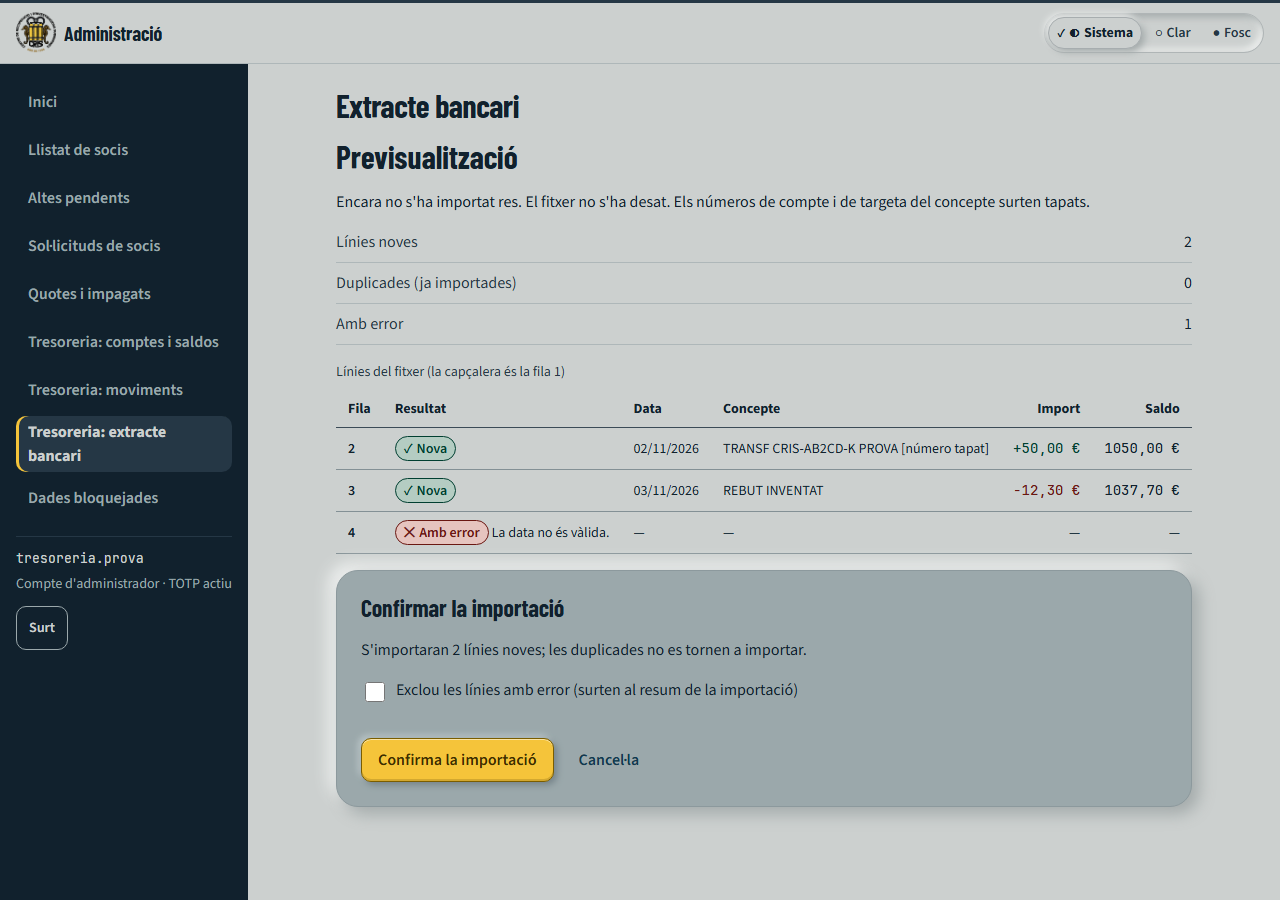 Administració
✓ ◐ Sistema ○ Clar ● Fosc
Inici
Llistat de socis
Altes pendents
Sol·licituds de socis
Quotes i impagats
Tresoreria: comptes i saldos
Tresoreria: moviments
Tresoreria: extracte
bancari
Dades bloquejades
tresoreria.prova
Compte d'administrador · TOTP actiu
Surt
Extracte bancari
Previsualització
Encara no s'ha importat res. El fitxer no s'ha desat. Els números de compte i de targeta del concepte surten tapats.
Línies noves 2
Duplicades (ja importades) 0
Amb error 1
Línies del fitxer (la capçalera és la fila 1)
Fila Resultat Data Concepte Import Saldo
2 ✓ Nova 02/11/2026 TRANSF CRIS-AB2CD-K PROVA [número tapat] +50,00 € 1050,00 €
3 ✓ Nova 03/11/2026 REBUT INVENTAT -12,30 € 1037,70 €
4 ✕ Amb error La data no és vàlida. — — — —
Confirmar la importació
S'importaran 2 línies noves; les duplicades no es tornen a importar.
Exclou les línies amb error (surten al resum de la importació)
Confirma la importació Cancel·la